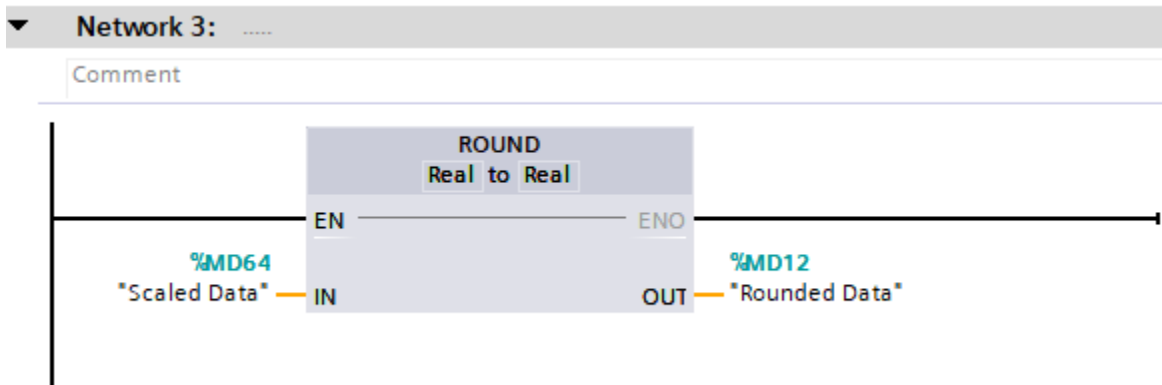 Network 3: .....
Comment
ROUND
Real to Real
EN ENO
%MD64 %MD12
"Scaled Data" IN OUT "Rounded Data"